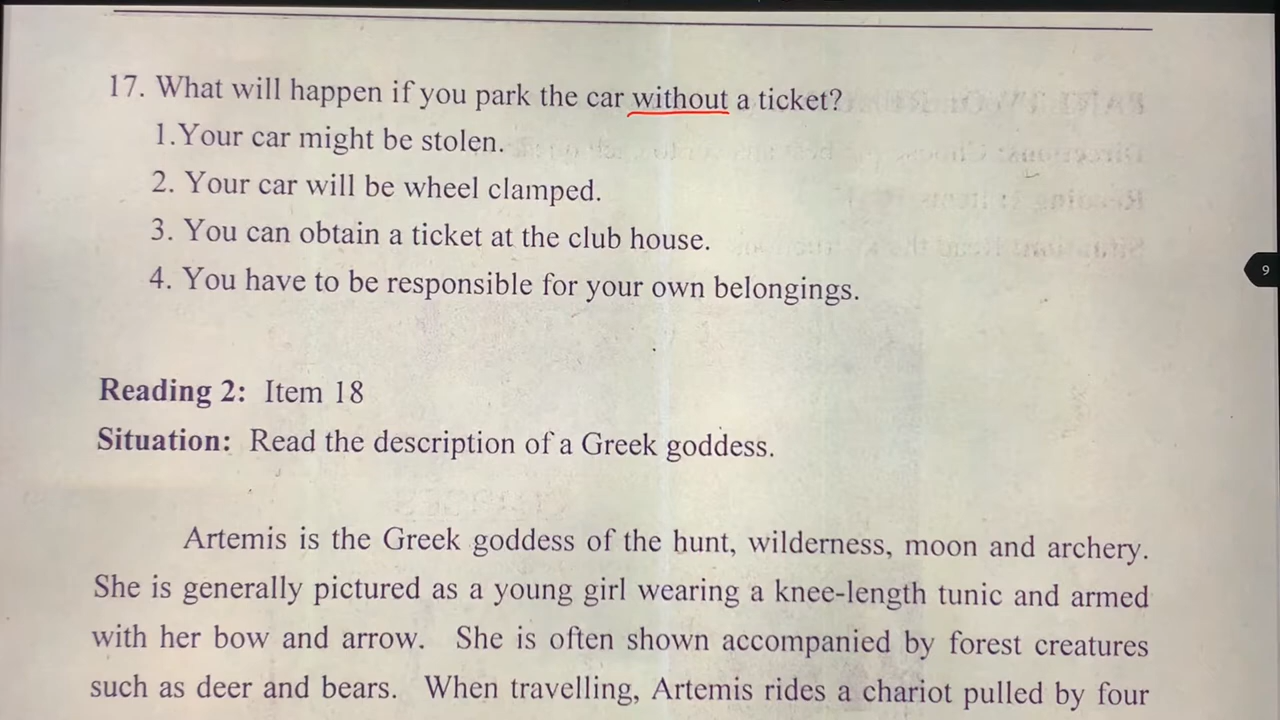 17. What will happen if you park the car without a ticket?
1.Your car might be stolen.
2. Your car will be wheel clamped.
3. You can obtain a ticket at the club house.
4. You have to be responsible for your own belongings.
9
Reading 2: Item 18
Situation: Read the description of a Greek goddess.
Artemis is the Greek goddess of the hunt, wilderness, moon and archery.
She is generally pictured as a young girl wearing a knee-length tunic and armed
with her bow and arrow. She is often shown accompanied by forest creatures
such as deer and bears. When travelling, Artemis rides a chariot pulled by four